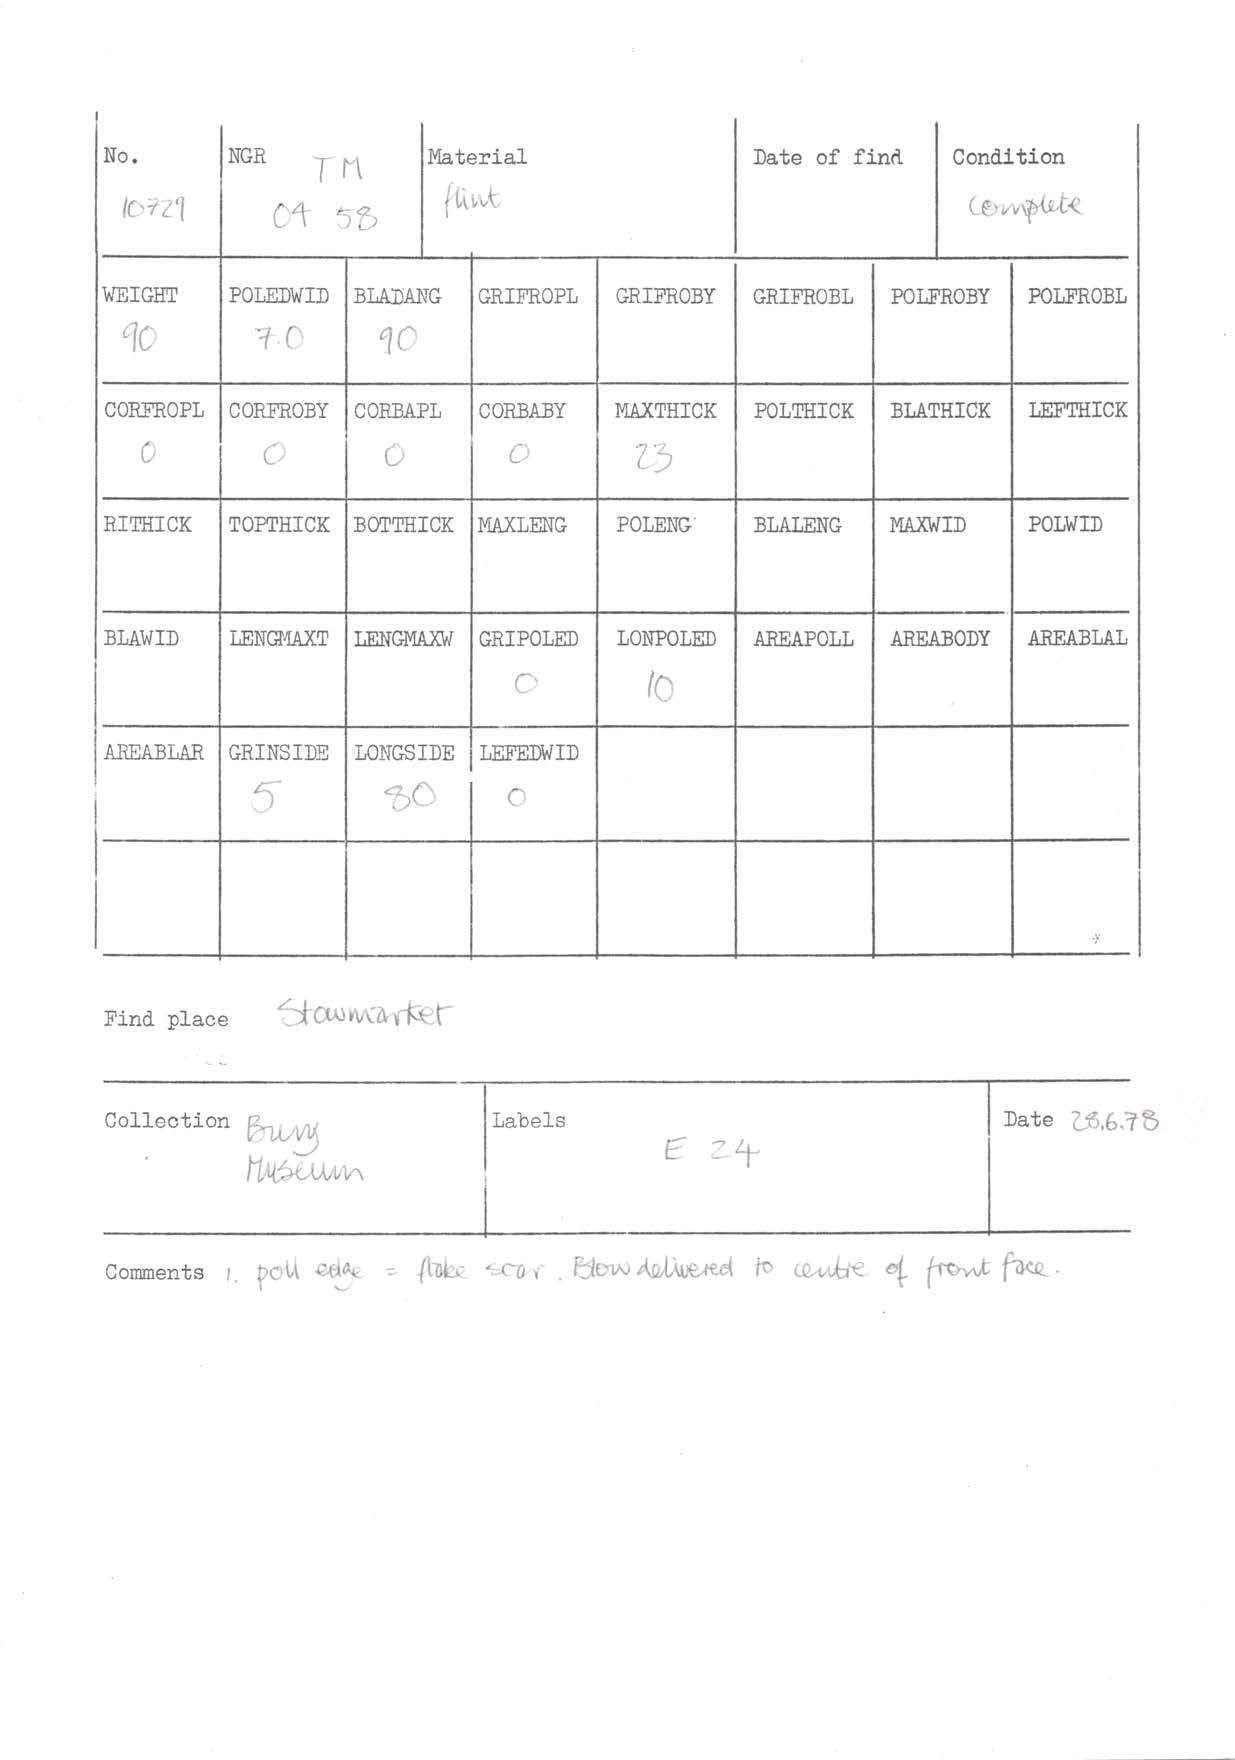 No. NGR TM Material Date of find Condition
10729 04 58 flint complete
WEIGHT POLEDWID BLADANG GRIFROPL GRIFROBY GRIFROBL POLFROBY POLFROBL
90 7.0 90
CORFROPL CORFROBY CORBAPL CORBABY MAXTHICK POLTHICK BLATHICK LEFTHICK
0 0 0 0 23
RITHICK TOPTHICK BOTTHICK MAXLENG POLENG BLALENG MAXWID POLWID
BLAWID LENGMAXT LENGMAXW GRIPOLED LONPOLED AREAPOLL AREABODY AREABLAL
0 10
AREABLAR GRINSIDE LONGSIDE LEFEDWID
5 80 0
Find place Stowmarket
Collection Bury Labels Date 28.6.78
Museum E 24
Comments 1. poll edge = flake scar. Blow delivered to centre of front face.